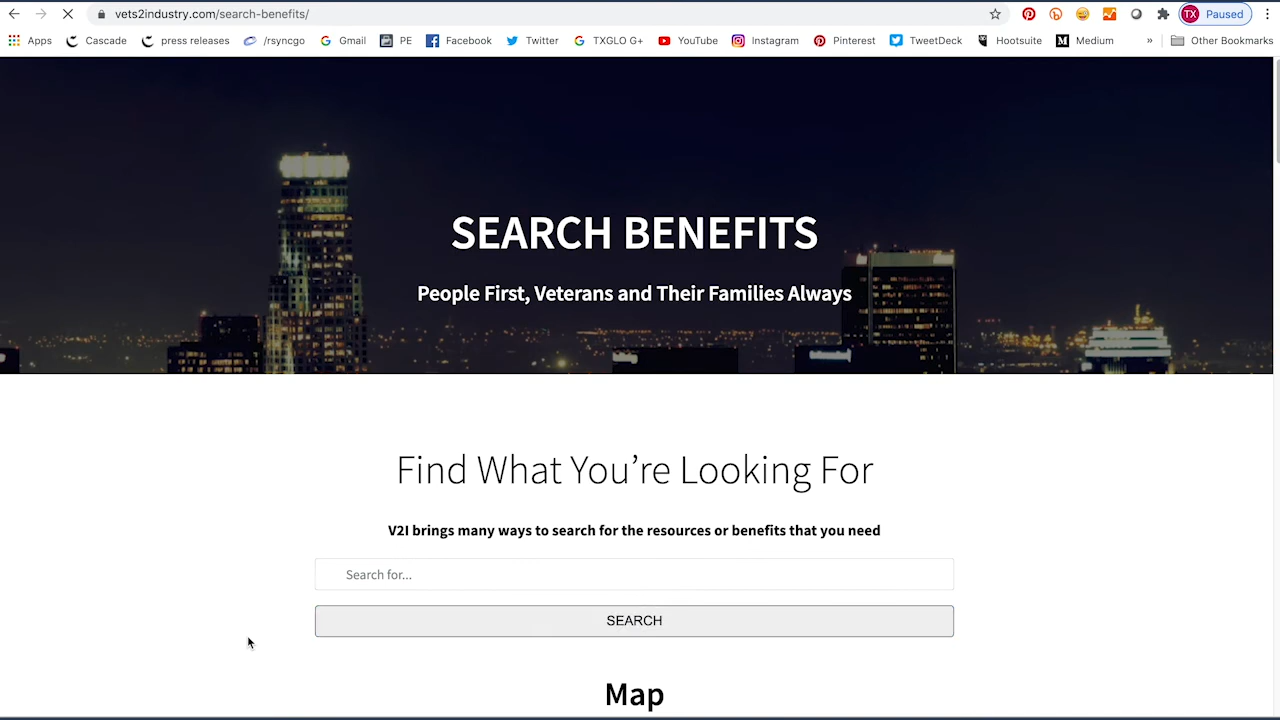 vets2industry.com/search-benefits/
TX Paused
Apps Cascade press releases /rsyncgo Gmail PE Facebook Twitter TXGLO G+ YouTube Instagram Pinterest TweetDeck Hootsuite Medium » Other Bookmarks
SEARCH BENEFITS
People First, Veterans and Their Families Always
Find What You’re Looking For
V2I brings many ways to search for the resources or benefits that you need
Search for...
SEARCH
Map